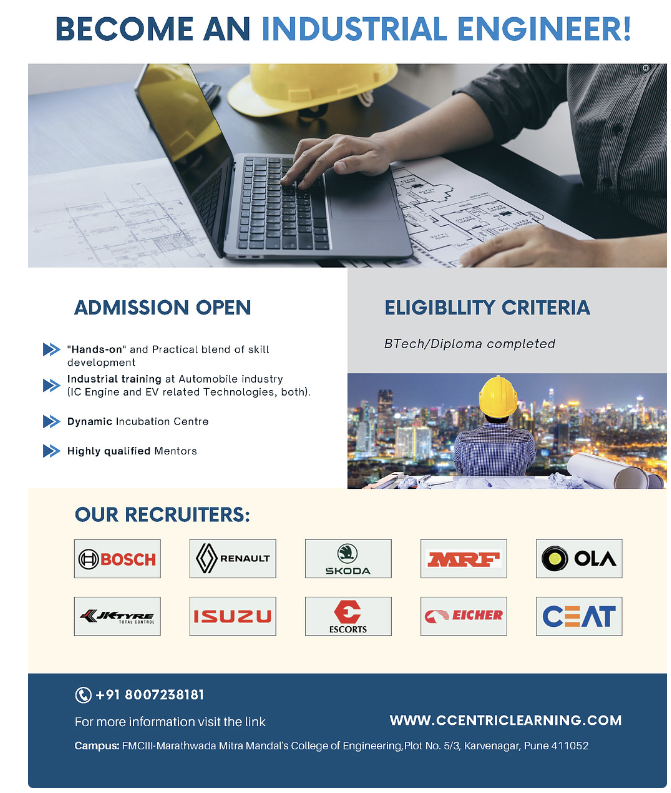 BECOME AN INDUSTRIAL ENGINEER!
ADMISSION OPEN
"Hands-on" and Practical blend of skill
development
Industrial training at Automobile industry
(IC Engine and EV related Technologies, both).
Dynamic Incubation Centre
Highly qualified Mentors
ELIGIBLLITY CRITERIA
BTech/Diploma completed
OUR RECRUITERS:
BOSCH
RENAULT
SKODA
MRF
OLA
JK TYRE
TOTAL CONTROL
ISUZU
ESCORTS
EICHER
CEAT
+91 8007238181
For more information visit the link
WWW.CCENTRICLEARNING.COM
Campus: FMCIII-Marathwada Mitra Mandal's College of Engineering,Plot No. 5/3, Karvenagar, Pune 411052